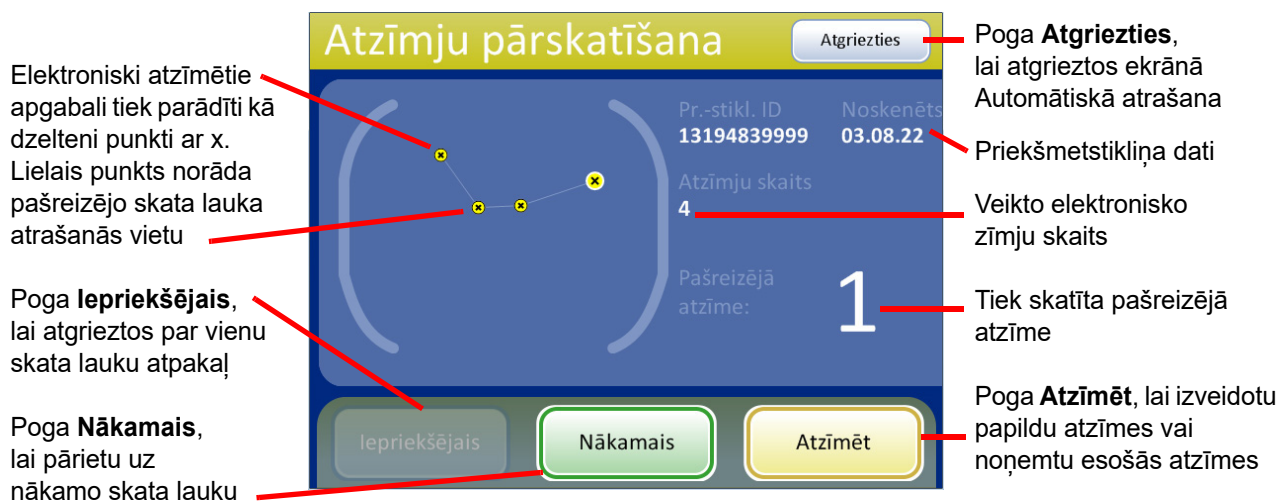 Atzīmju pārskatīšana
Atgriezties
Pr.-stikl. ID
Noskenēts
13194839999
03.08.22
Atzīmju skaits
4
Pašreizējā
atzīme:
1
Iepriekšējais
Nākamais
Atzīmēt
Elektroniski atzīmētie
apgabali tiek parādīti kā
dzelteni punkti ar x.
Lielais punkts norāda
pašreizējo skata lauka
atrašanās vietu
Poga Iepriekšējais,
lai atgrieztos par vienu
skata lauku atpakaļ
Poga Nākamais,
lai pārietu uz
nākamo skata lauku
Poga Atgriezties,
lai atgrieztos ekrānā
Automātiskā atrašana
Priekšmetstikliņa dati
Veikto elektronisko
zīmju skaits
Tiek skatīta pašreizējā
atzīme
Poga Atzīmēt, lai izveidotu
papildu atzīmes vai
noņemtu esošās atzīmes